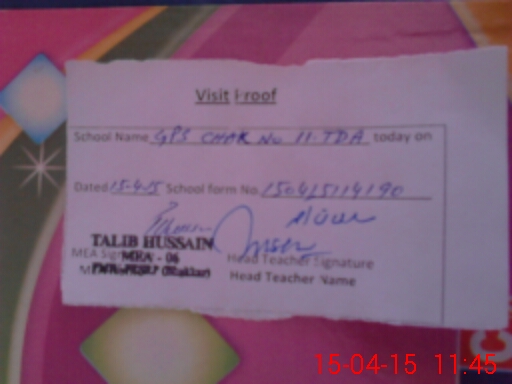 Visit Proof
School Name GPS CHAK No 11-TDA today on
Dated 15-4-15 School form No. 150415114190
TALIB HUSSAIN
MEA Sign MEA - 06 Head Teacher Signature
Head Teacher Name
15-04-15 11:45